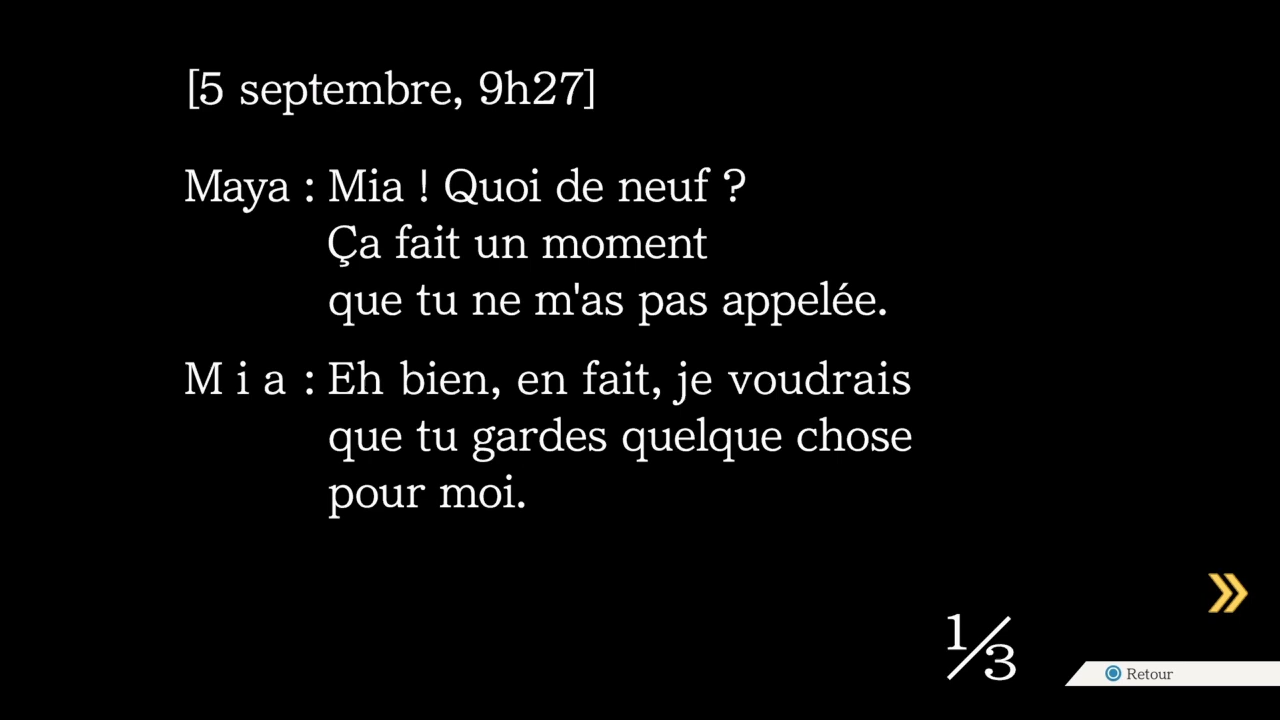 [5 septembre, 9h27]
Maya : Mia ! Quoi de neuf ?
Ça fait un moment
que tu ne m'as pas appelée.
M i a : Eh bien, en fait, je voudrais
que tu gardes quelque chose
pour moi.
1/3
Retour